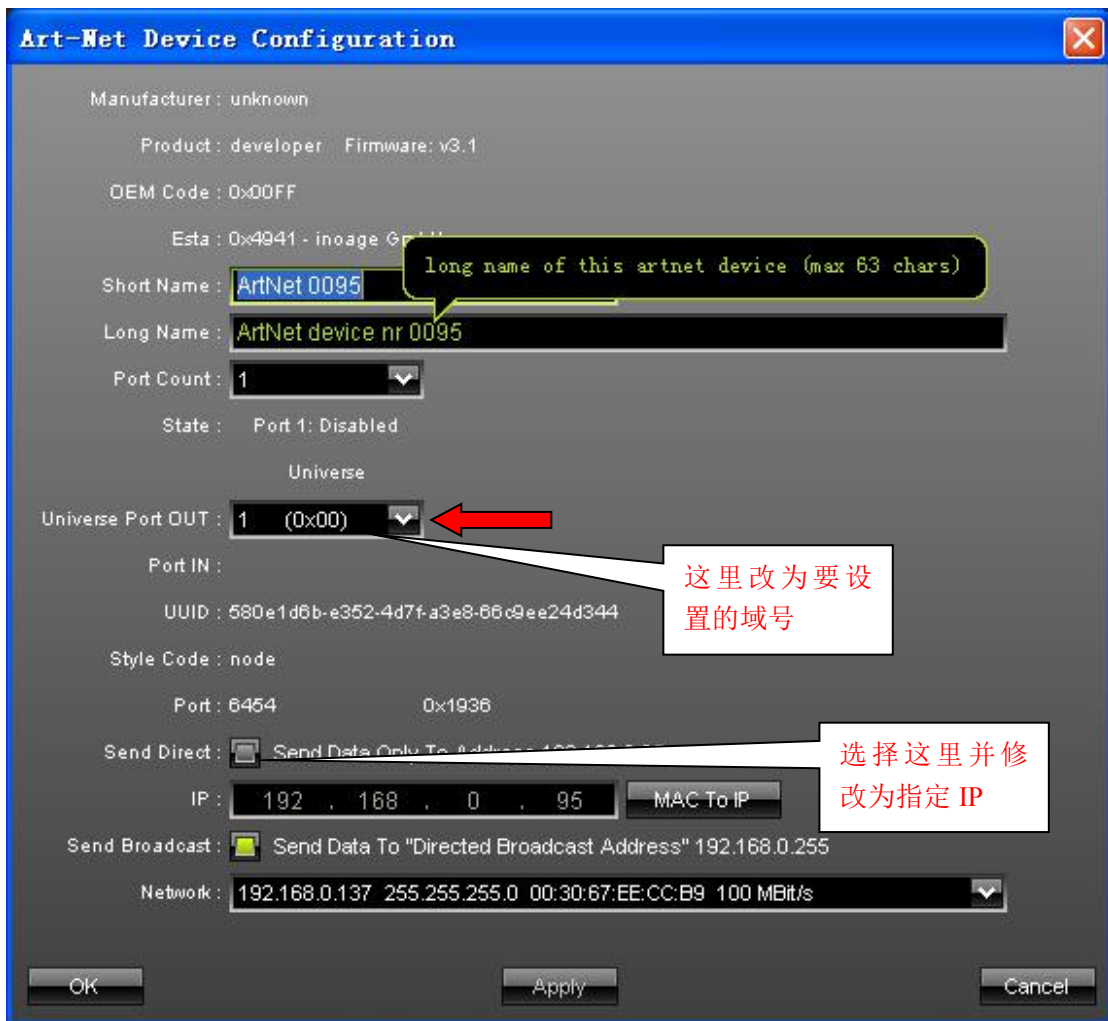 Art-Net Device Configuration
Manufacturer : unknown
Product : developer Firmware: v3.1
OEM Code : 0x00FF
Esta : 0x4941 - inoage
long name of this artnet device (max 63 chars)
Short Name : ArtNet 0095
Long Name : ArtNet device nr 0095
Port Count : 1
State : Port 1: Disabled
Universe
Universe Port OUT : 1 (0x00)
这里改为要设
置的域号
Port IN :
UUID : 580e1d6b-e352-4d7f-a3e8-66c9ee24d344
Style Code : node
Port : 6454 0x1936
Send Direct : Send Data Only To
选择这里并修
改为指定 IP
IP : 192 . 168 . 0 . 95 MAC To IP
Send Broadcast : Send Data To "Directed Broadcast Address" 192.168.0.255
Network : 192.168.0.137 255.255.255.0 00:30:67:EE:CC:B9 100 MBit/s
OK Apply Cancel